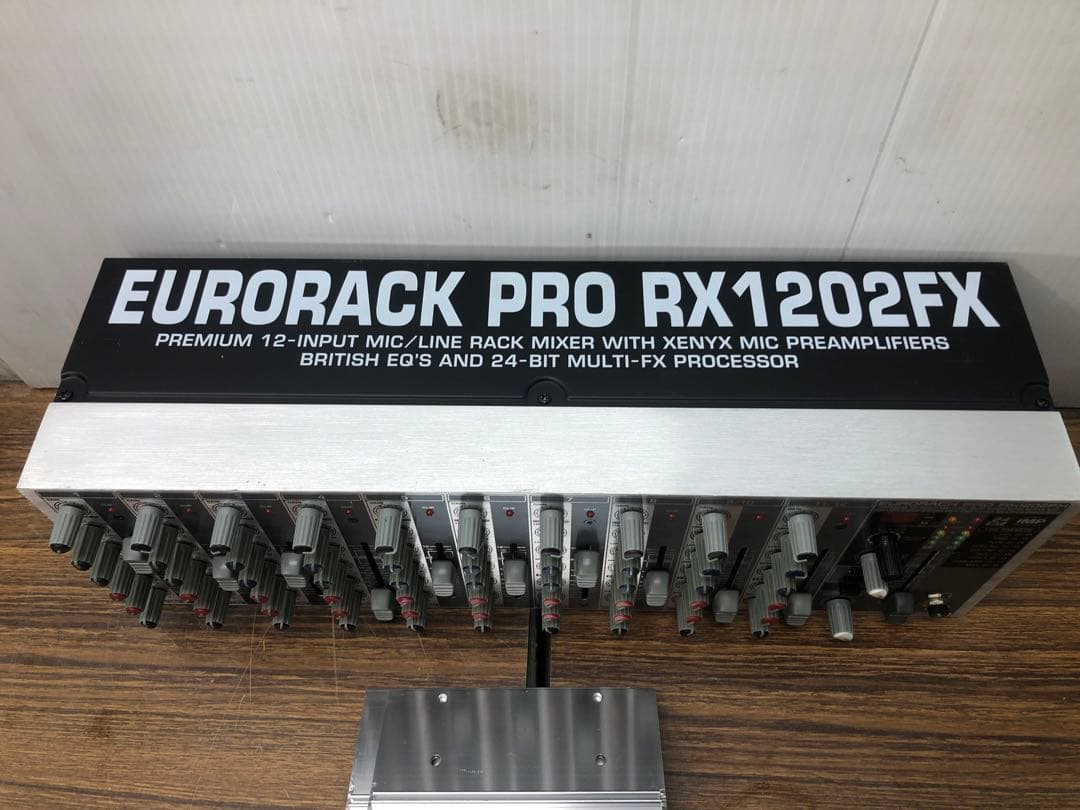 EURORACK PRO RX1202FX
PREMIUM 12-INPUT MIC/LINE RACK MIXER WITH XENYX MIC PREAMPLIFIERS
BRITISH EQ'S AND 24-BIT MULTI-FX PROCESSOR